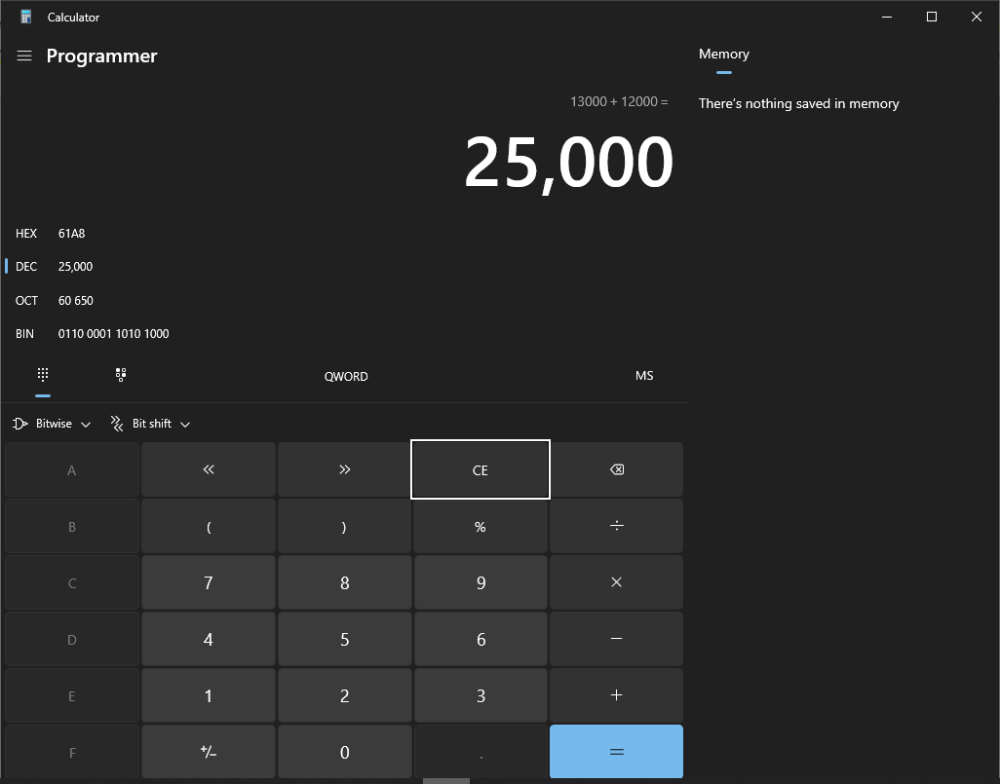 Calculator
Programmer
Memory
There's nothing saved in memory
13000 + 12000 =
25,000
HEX 61A8
DEC 25,000
OCT 60 650
BIN 0110 0001 1010 1000
QWORD MS
Bitwise Bit shift
A « » CE
B ( ) % ÷
C 7 8 9 ×
D 4 5 6 −
E 1 2 3 +
F +/− 0 . =